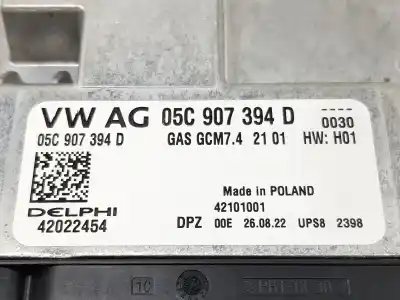 VW AG 05C 907 394 D ---- 0030
05C 907 394 D GAS GCM7.4 21 01 HW: H01
Made in POLAND
42101001
DELPHI
42022454 DPZ 00E 26.08.22 UPS8 2398